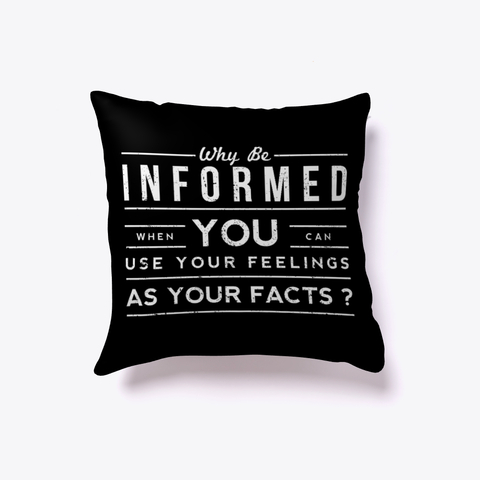 Why Be
INFORMED
WHEN YOU CAN
USE YOUR FEELINGS
AS YOUR FACTS ?